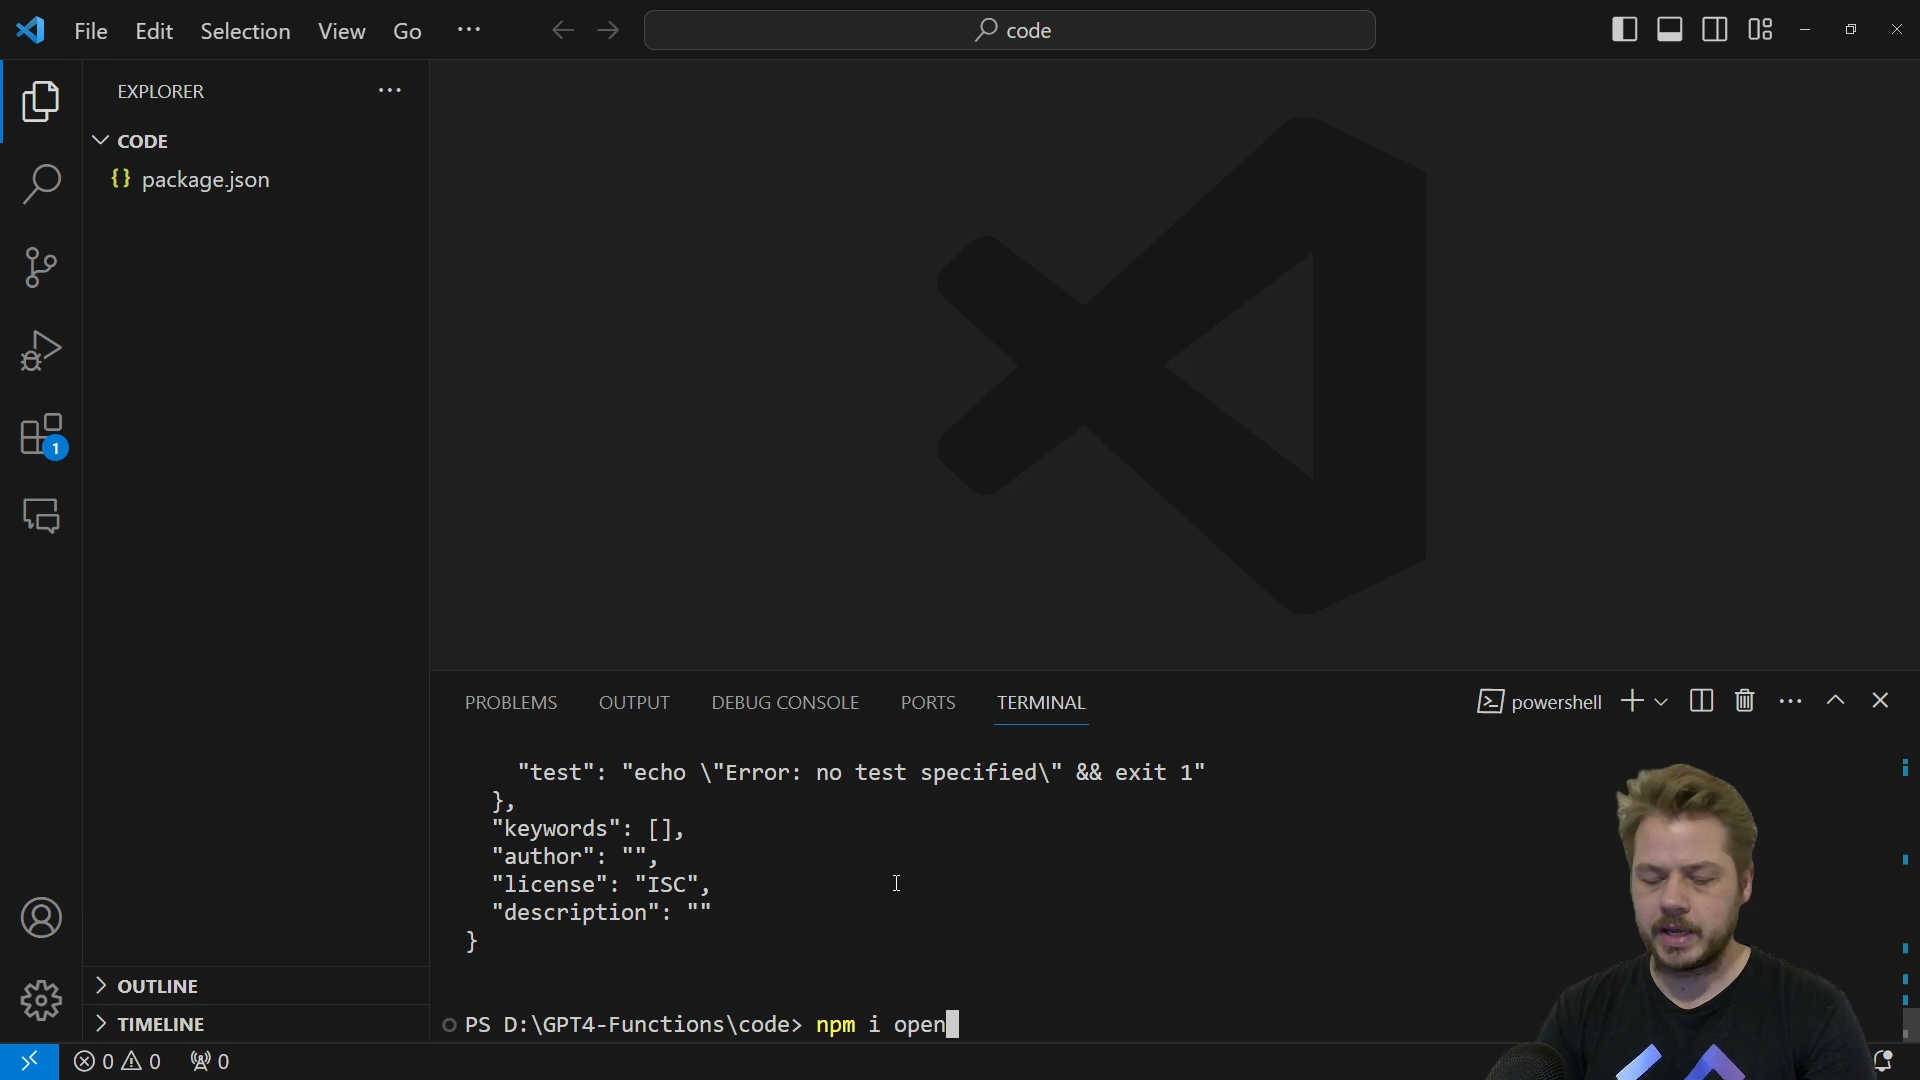 File Edit Selection View Go ···
code
EXPLORER ···
CODE
{} package.json
1
PROBLEMS OUTPUT DEBUG CONSOLE PORTS TERMINAL
powershell
"test": "echo \"Error: no test specified\" && exit 1"
},
"keywords": [],
"author": "",
"license": "ISC",
"description": ""
}
PS D:\GPT4-Functions\code> npm i open
OUTLINE
TIMELINE
0 0 0